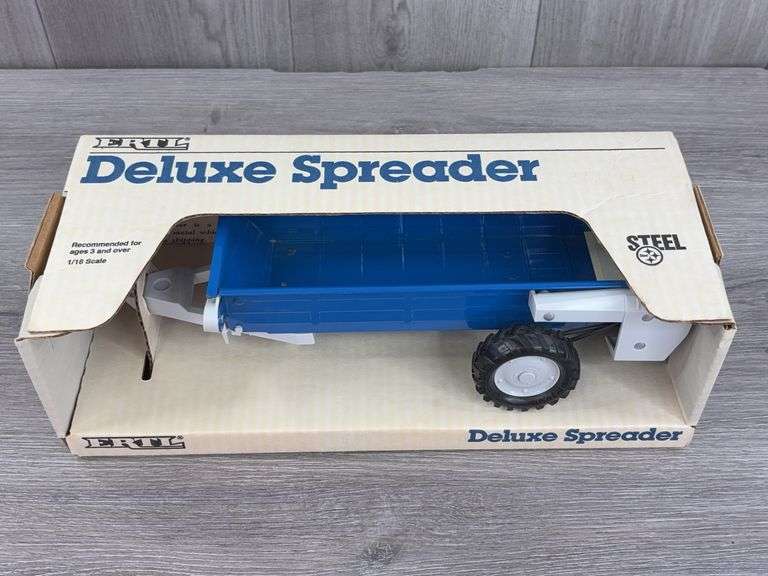 ERTL®
Deluxe Spreader
Recommended for
ages 3 and over
1/16 Scale
STEEL
ERTL®
Deluxe Spreader